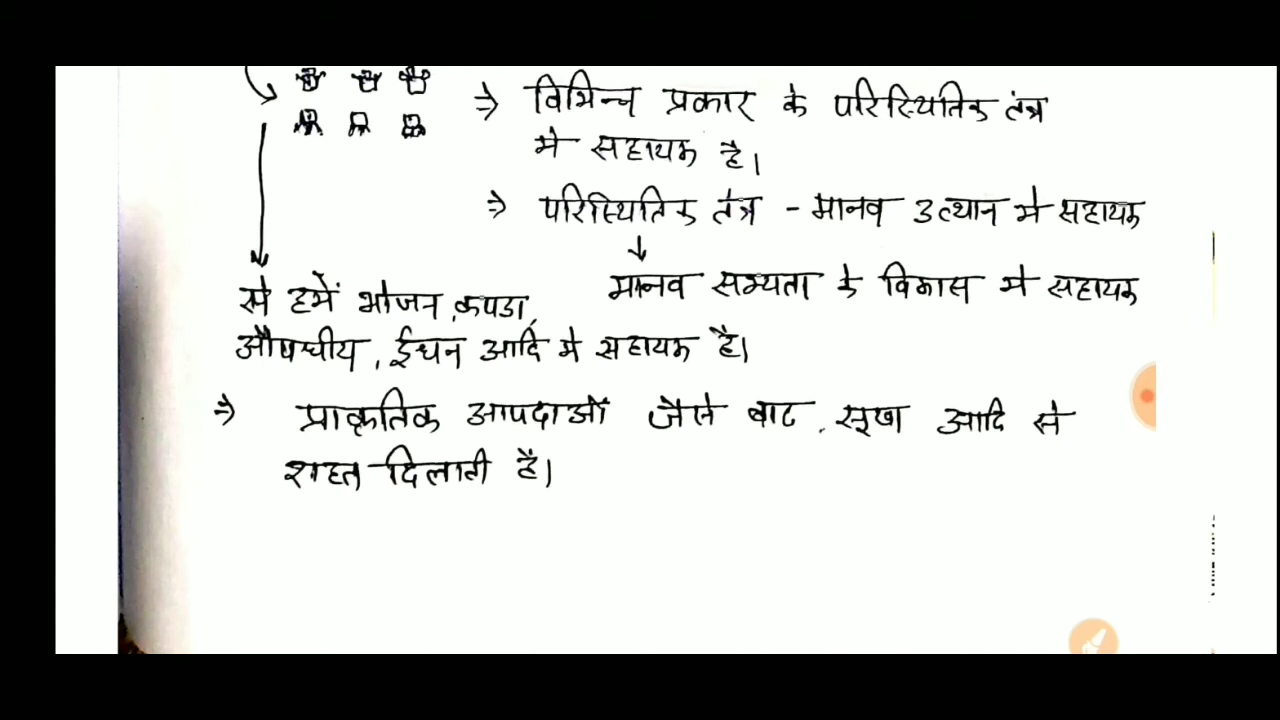 ⇒ विभिन्न प्रकार के परिस्थितिक तंत्र
मे सहायक है।
⇒ परिस्थितिक तंत्र - मानव उत्थान मे सहायक
↓
मानव सभ्यता के विकास मे सहायक
से हमें भोजन, कपडा,
औषधीय, ईधन आदि मे सहायक है।
⇒ प्राकृतिक आपदाओं जैसे बाट, सूखा आदि से
राहत दिलाती है।